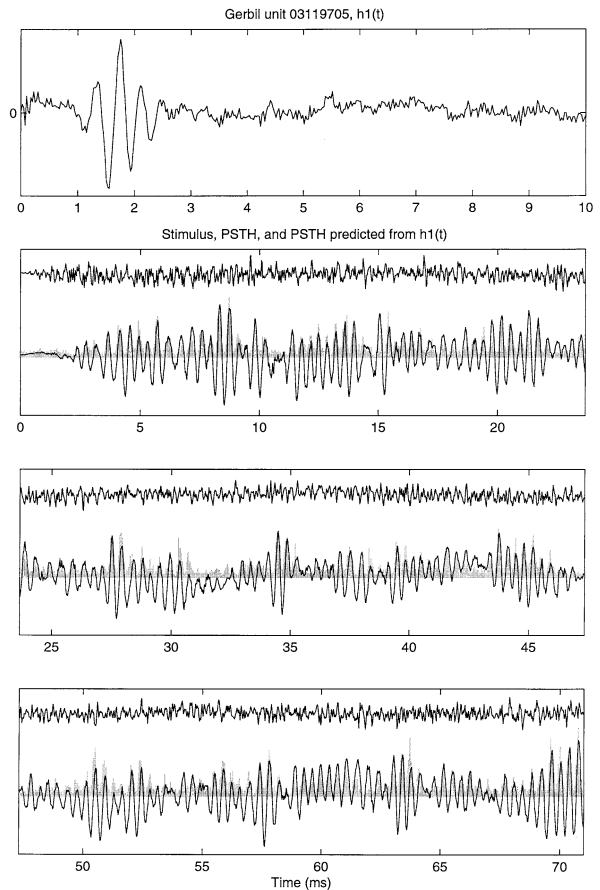 Gerbil unit 03119705, h1(t)
0
0 1 2 3 4 5 6 7 8 9 10
Stimulus, PSTH, and PSTH predicted from h1(t)
0 5 10 15 20
25 30 35 40 45
50 55 60 65 70
Time (ms)